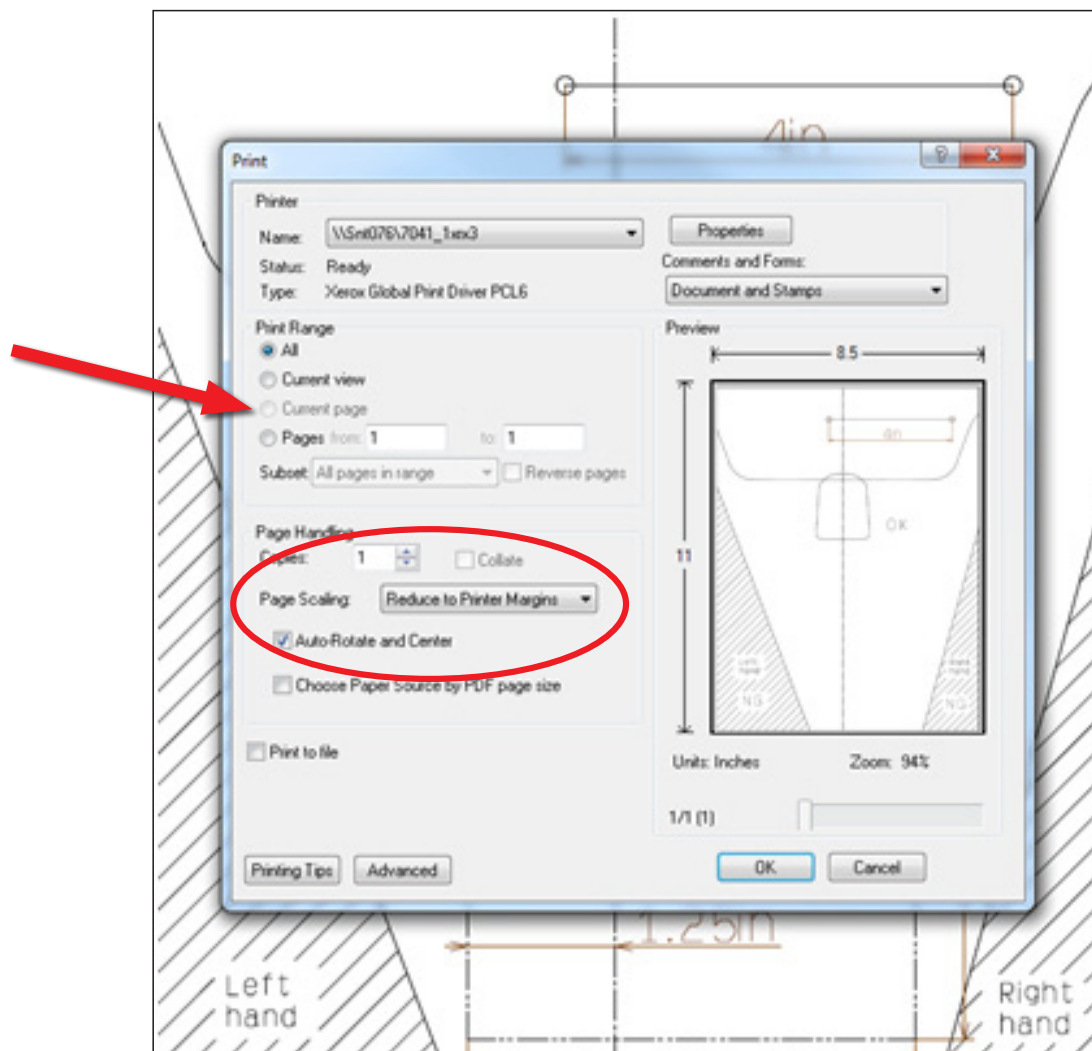 4in
Print
Printer
Name: \\Snt076\7041_1xrx3
Properties
Status: Ready
Comments and Forms:
Type: Xerox Global Print Driver PCL6
Document and Stamps
Print Range
All
Current view
Current page
Pages from: 1 to: 1
Subset: All pages in range
Reverse pages
Preview
8.5
11
4in
OK
Left hand
NG
NG
Page Handling
Copies: 1
Collate
Page Scaling: Reduce to Printer Margins
Auto-Rotate and Center
Choose Paper Source by PDF page size
Print to file
Units: Inches Zoom: 94%
1/1 (1)
Printing Tips
Advanced
OK
Cancel
1.25in
Left
hand
Right
hand